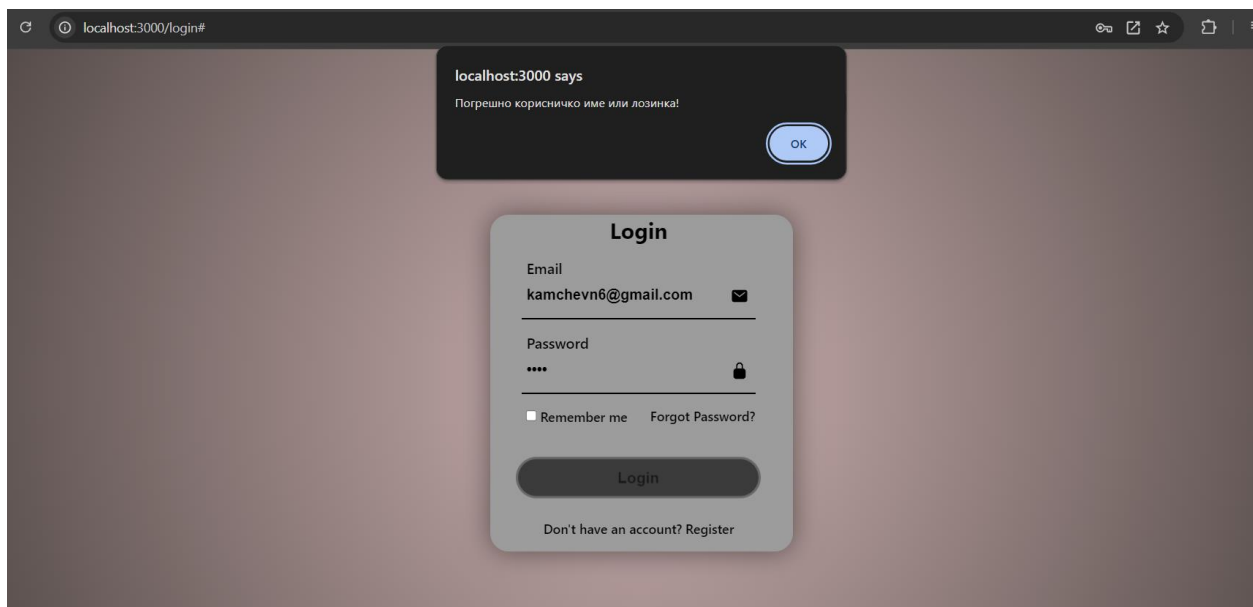 localhost:3000/login#
localhost:3000 says
Погрешно корисничко име или лозинка!
OK
Login
Email
kamchevn6@gmail.com
Password
••••
Remember me Forgot Password?
Login
Don't have an account? Register